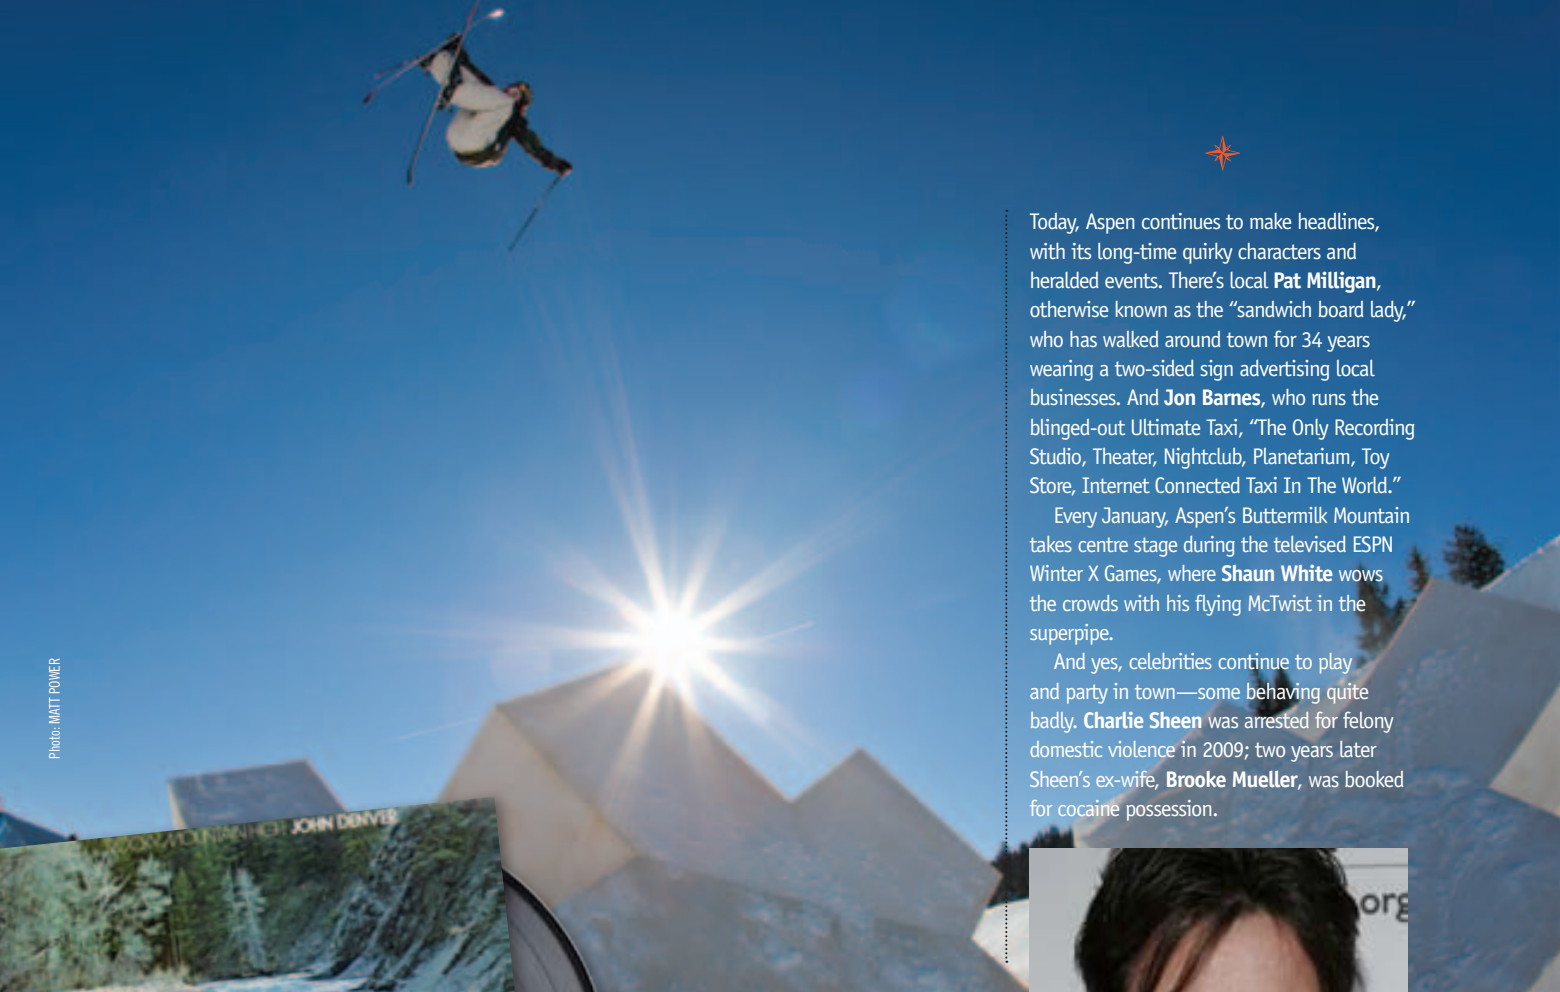 Today, Aspen continues to make headlines,
with its long-time quirky characters and
heralded events. There’s local Pat Milligan,
otherwise known as the “sandwich board lady,”
who has walked around town for 34 years
wearing a two-sided sign advertising local
businesses. And Jon Barnes, who runs the
blinged-out Ultimate Taxi, “The Only Recording
Studio, Theater, Nightclub, Planetarium, Toy
Store, Internet Connected Taxi In The World.”
Every January, Aspen’s Buttermilk Mountain
takes centre stage during the televised ESPN
Winter X Games, where Shaun White wows
the crowds with his flying McTwist in the
superpipe.
And yes, celebrities continue to play
and party in town—some behaving quite
badly. Charlie Sheen was arrested for felony
domestic violence in 2009; two years later
Sheen’s ex-wife, Brooke Mueller, was booked
for cocaine possession.
Photo: MATT POWER
ROCKY MOUNTAIN HIGH JOHN DENVER
org